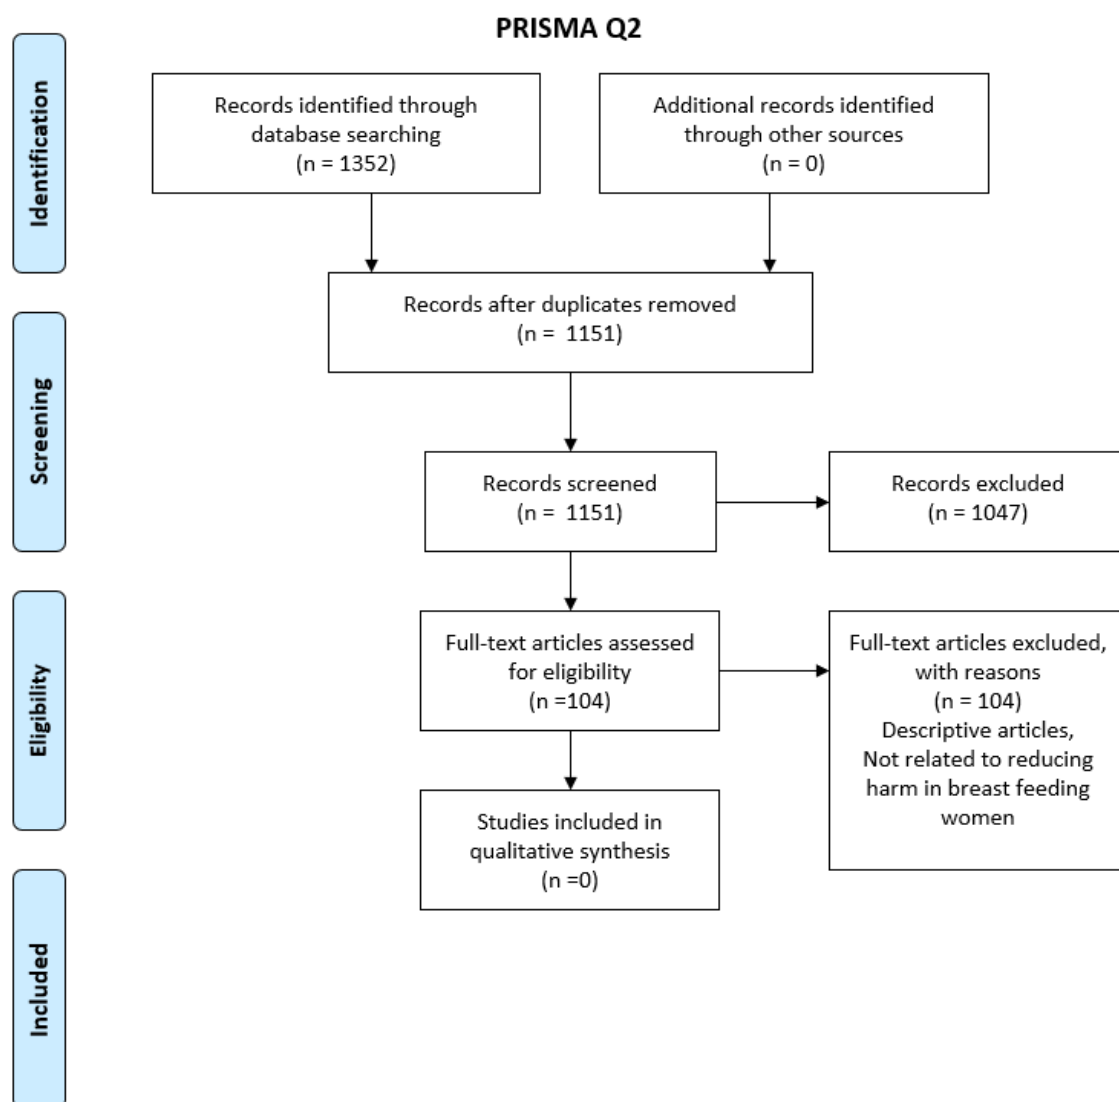 PRISMA Q2
Identification
Records identified through
database searching
(n = 1352)
Additional records identified
through other sources
(n = 0)
Records after duplicates removed
(n = 1151)
Screening
Records screened
(n = 1151)
Records excluded
(n = 1047)
Eligibility
Full-text articles assessed
for eligibility
(n =104)
Full-text articles excluded,
with reasons
(n = 104)
Descriptive articles,
Not related to reducing
harm in breast feeding
women
Studies included in
qualitative synthesis
(n =0)
Included